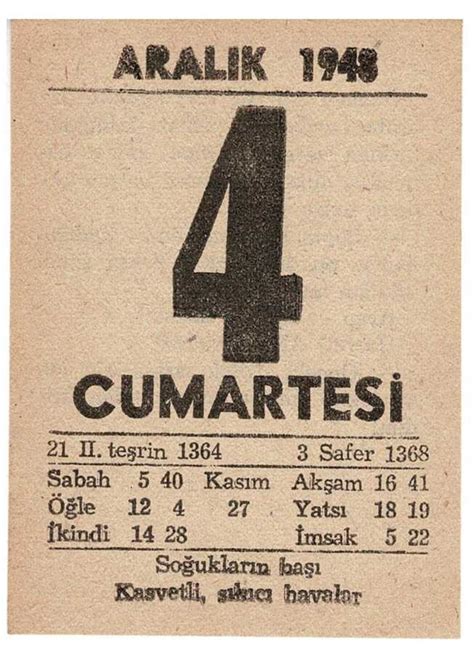 ARALIK 1948
4
CUMARTESİ
21 II. teşrin 1364 3 Safer 1368
Sabah 5 40 Kasım Akşam 16 41
Öğle 12 4 27 Yatsı 18 19
İkindi 14 28 İmsak 5 22
Soğukların başı
Kasvetli, sıkıcı havalar